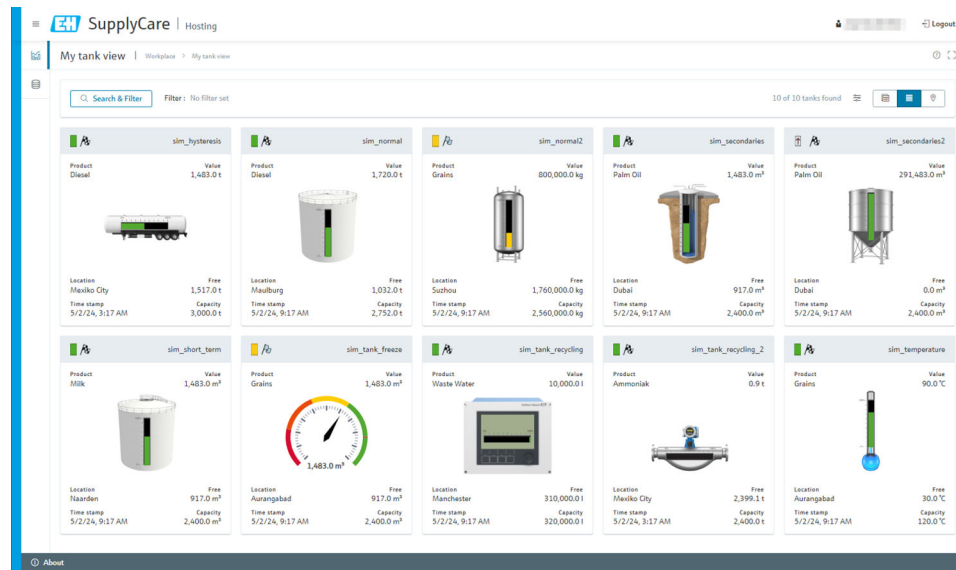 EH SupplyCare | Hosting
Logout
My tank view | Workplace > My tank view
Search & Filter Filter : No filter set 10 of 10 tanks found
sim_hysteresis
Product Value
Diesel 1,483.0 t
Location Free
Mexiko City 1,517.0 t
Time stamp Capacity
5/2/24, 3:17 AM 3,000.0 t
sim_normal
Product Value
Diesel 1,720.0 t
Location Free
Maulburg 1,032.0 t
Time stamp Capacity
5/2/24, 9:17 AM 2,752.0 t
sim_normal2
Product Value
Grains 800,000.0 kg
Location Free
Suzhou 1,760,000.0 kg
Time stamp Capacity
5/2/24, 9:17 AM 2,560,000.0 kg
sim_secondaries
Product Value
Palm Oil 1,483.0 m³
Location Free
Dubai 917.0 m³
Time stamp Capacity
5/2/24, 9:17 AM 2,400.0 m³
sim_secondaries2
Product Value
Palm Oil 291,483.0 m³
Location Free
Dubai 0.0 m³
Time stamp Capacity
5/2/24, 9:17 AM 2,400.0 m³
sim_short_term
Product Value
Milk 1,483.0 m³
Location Free
Naarden 917.0 m³
Time stamp Capacity
5/2/24, 9:17 AM 2,400.0 m³
sim_tank_freeze
Product Value
Grains 1,483.0 m³
1,483.0 m³
Location Free
Aurangabad 917.0 m³
Time stamp Capacity
5/2/24, 9:17 AM 2,400.0 m³
sim_tank_recycling
Product Value
Waste Water 10,000.0 l
Location Free
Manchester 310,000.0 l
Time stamp Capacity
5/2/24, 9:17 AM 320,000.0 l
sim_tank_recycling_2
Product Value
Ammoniak 0.9 t
Location Free
Mexiko City 2,399.1 t
Time stamp Capacity
5/2/24, 3:17 AM 2,400.0 t
sim_temperature
Product Value
Grains 90.0 °C
Location Free
Aurangabad 30.0 °C
Time stamp Capacity
5/2/24, 9:17 AM 120.0 °C
About